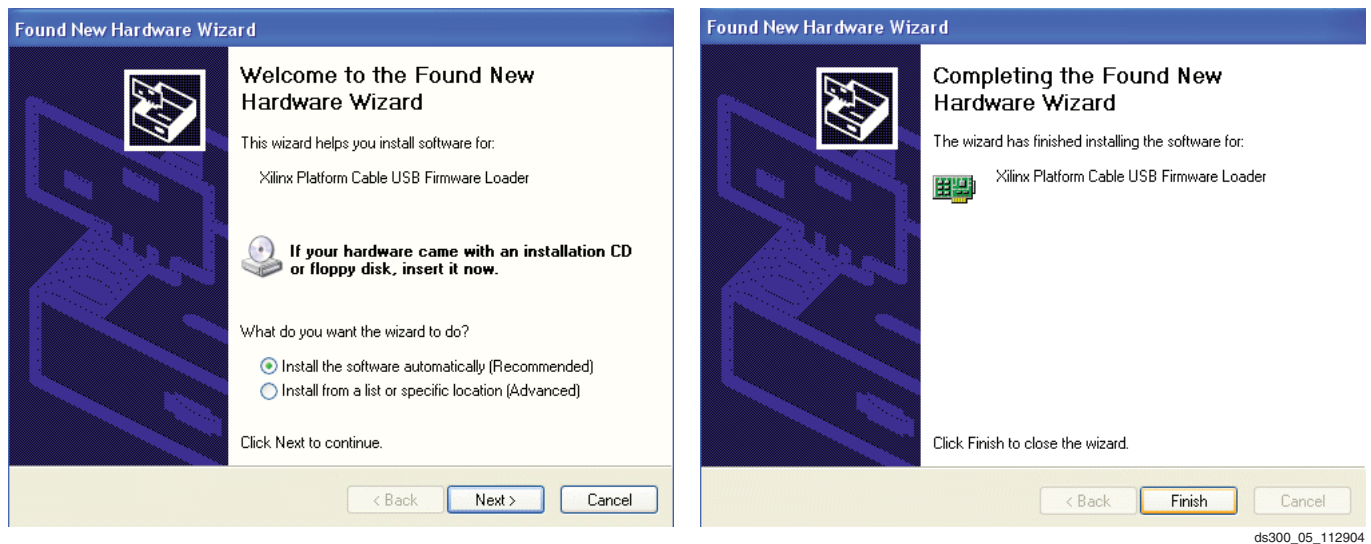 Found New Hardware Wizard
Welcome to the Found New
Hardware Wizard
This wizard helps you install software for:
Xilinx Platform Cable USB Firmware Loader
If your hardware came with an installation CD
or floppy disk, insert it now.
What do you want the wizard to do?
Install the software automatically (Recommended)
Install from a list or specific location (Advanced)
Click Next to continue.
< Back
Next >
Cancel
Found New Hardware Wizard
Completing the Found New
Hardware Wizard
The wizard has finished installing the software for:
Xilinx Platform Cable USB Firmware Loader
Click Finish to close the wizard.
< Back
Finish
Cancel
ds300_05_112904